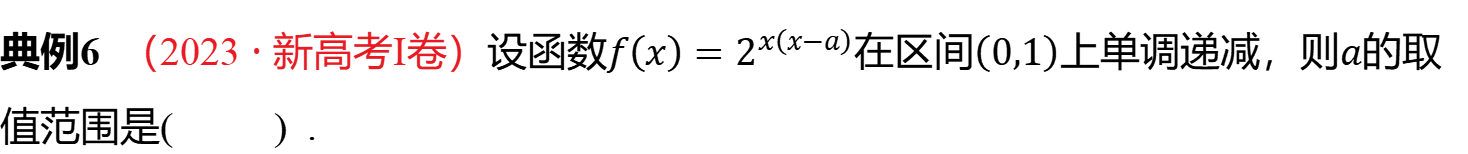 典例6 （2023·新高考I卷）设函数f(x) = 2^{x(x−a)}在区间(0,1)上单调递减，则a的取
值范围是(      ) .